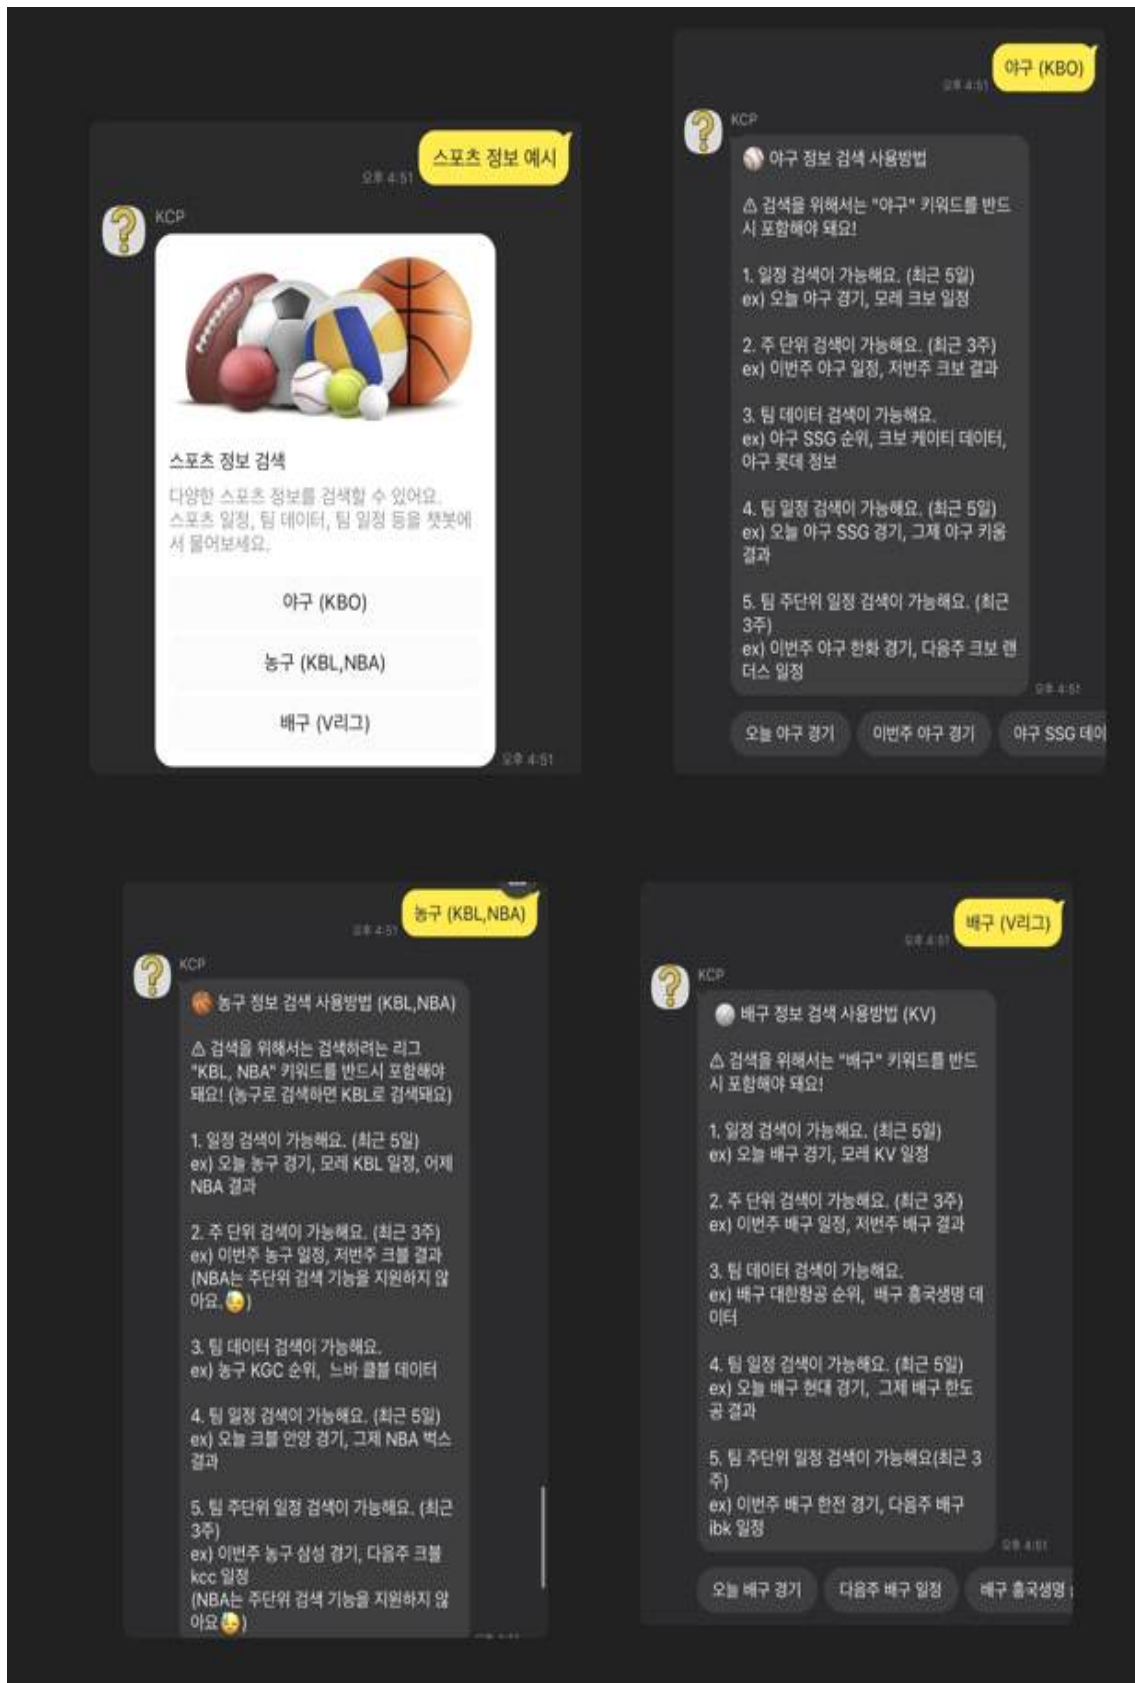 스포츠 정보 예시
오후 4:51
KCP
스포츠 정보 검색
다양한 스포츠 정보를 검색할 수 있어요.
스포츠 일정, 팀 데이터, 팀 일정 등을 챗봇에
서 물어보세요.
야구 (KBO)
농구 (KBL,NBA)
배구 (V리그)
오후 4:51
야구 (KBO)
오후 4:51
KCP
야구 정보 검색 사용방법
⚠ 검색을 위해서는 "야구" 키워드를 반드
시 포함해야 돼요!
1. 일정 검색이 가능해요. (최근 5일)
ex) 오늘 야구 경기, 모레 크보 일정
2. 주 단위 검색이 가능해요. (최근 3주)
ex) 이번주 야구 일정, 저번주 크보 결과
3. 팀 데이터 검색이 가능해요.
ex) 야구 SSG 순위, 크보 케이티 데이터,
야구 롯데 정보
4. 팀 일정 검색이 가능해요. (최근 5일)
ex) 오늘 야구 SSG 경기, 그제 야구 키움
결과
5. 팀 주단위 일정 검색이 가능해요. (최근
3주)
ex) 이번주 야구 한화 경기, 다음주 크보 랜
더스 일정
오후 4:51
오늘 야구 경기 이번주 야구 경기 야구 SSG 데이
농구 (KBL,NBA)
오후 4:51
KCP
농구 정보 검색 사용방법 (KBL,NBA)
⚠ 검색을 위해서는 검색하려는 리그
"KBL, NBA" 키워드를 반드시 포함해야
돼요! (농구로 검색하면 KBL로 검색돼요)
1. 일정 검색이 가능해요. (최근 5일)
ex) 오늘 농구 경기, 모레 KBL 일정, 어제
NBA 결과
2. 주 단위 검색이 가능해요. (최근 3주)
ex) 이번주 농구 일정, 저번주 크블 결과
(NBA는 주단위 검색 기능을 지원하지 않
아요.😓)
3. 팀 데이터 검색이 가능해요.
ex) 농구 KGC 순위, 느바 클블 데이터
4. 팀 일정 검색이 가능해요. (최근 5일)
ex) 오늘 크블 안양 경기, 그제 NBA 벅스
결과
5. 팀 주단위 일정 검색이 가능해요. (최근
3주)
ex) 이번주 농구 삼성 경기, 다음주 크블
kcc 일정
(NBA는 주단위 검색 기능을 지원하지 않
아요😓)
배구 (V리그)
오후 4:51
KCP
배구 정보 검색 사용방법 (KV)
⚠ 검색을 위해서는 "배구" 키워드를 반드
시 포함해야 돼요!
1. 일정 검색이 가능해요. (최근 5일)
ex) 오늘 배구 경기, 모레 KV 일정
2. 주 단위 검색이 가능해요. (최근 3주)
ex) 이번주 배구 일정, 저번주 배구 결과
3. 팀 데이터 검색이 가능해요.
ex) 배구 대한항공 순위, 배구 흥국생명 데
이터
4. 팀 일정 검색이 가능해요. (최근 5일)
ex) 오늘 배구 현대 경기, 그제 배구 한도
공 결과
5. 팀 주단위 일정 검색이 가능해요(최근 3
주)
ex) 이번주 배구 한전 경기, 다음주 배구
ibk 일정
오후 4:51
오늘 배구 경기 다음주 배구 일정 배구 흥국생명